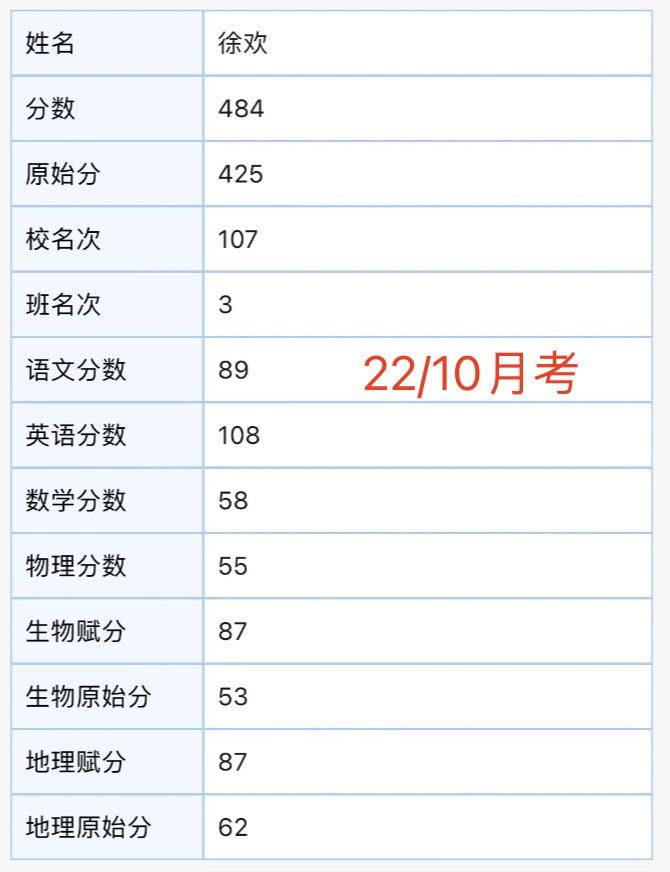 姓名 徐欢
分数 484
原始分 425
校名次 107
班名次 3
语文分数 89 22/10月考
英语分数 108
数学分数 58
物理分数 55
生物赋分 87
生物原始分 53
地理赋分 87
地理原始分 62